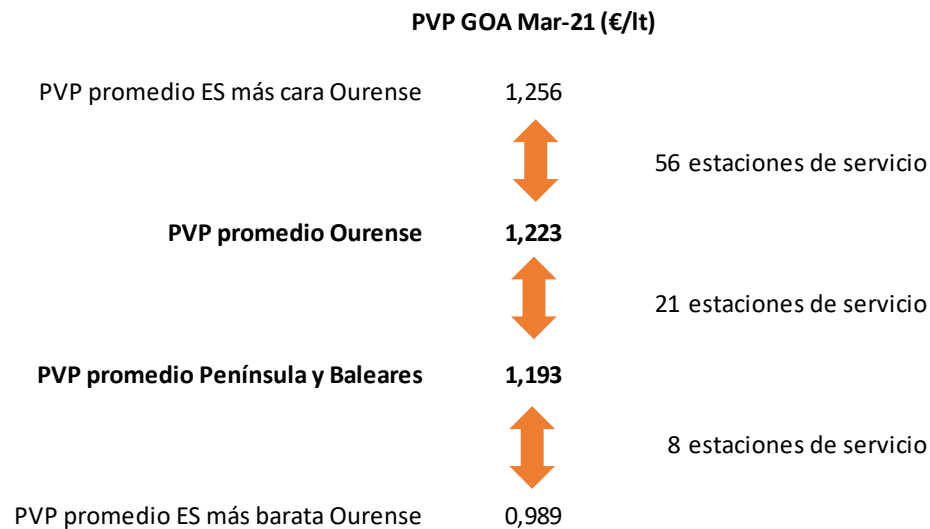 PVP GOA Mar-21 (€/lt)
PVP promedio ES más cara Ourense 1,256
56 estaciones de servicio
PVP promedio Ourense 1,223
21 estaciones de servicio
PVP promedio Península y Baleares 1,193
8 estaciones de servicio
PVP promedio ES más barata Ourense 0,989